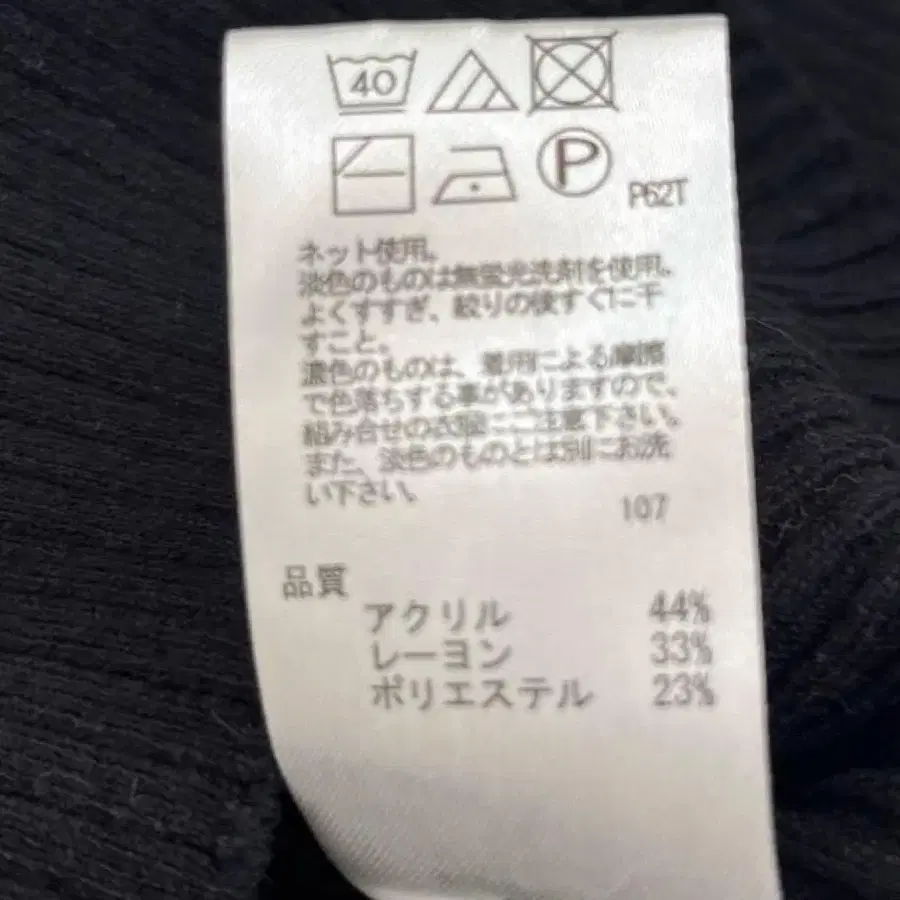 40
P
P62T
ネット使用。
淡色のものは無蛍光洗剤を使用。
よくすすぎ、絞りの後すぐに干
すこと。
濃色のものは、着用による摩擦
で色落ちする事がありますので、
組み合せの衣服にご注意下さい。
また、淡色のものとは別にお洗
い下さい。
107
品質
アクリル 44%
レーヨン 33%
ポリエステル 23%